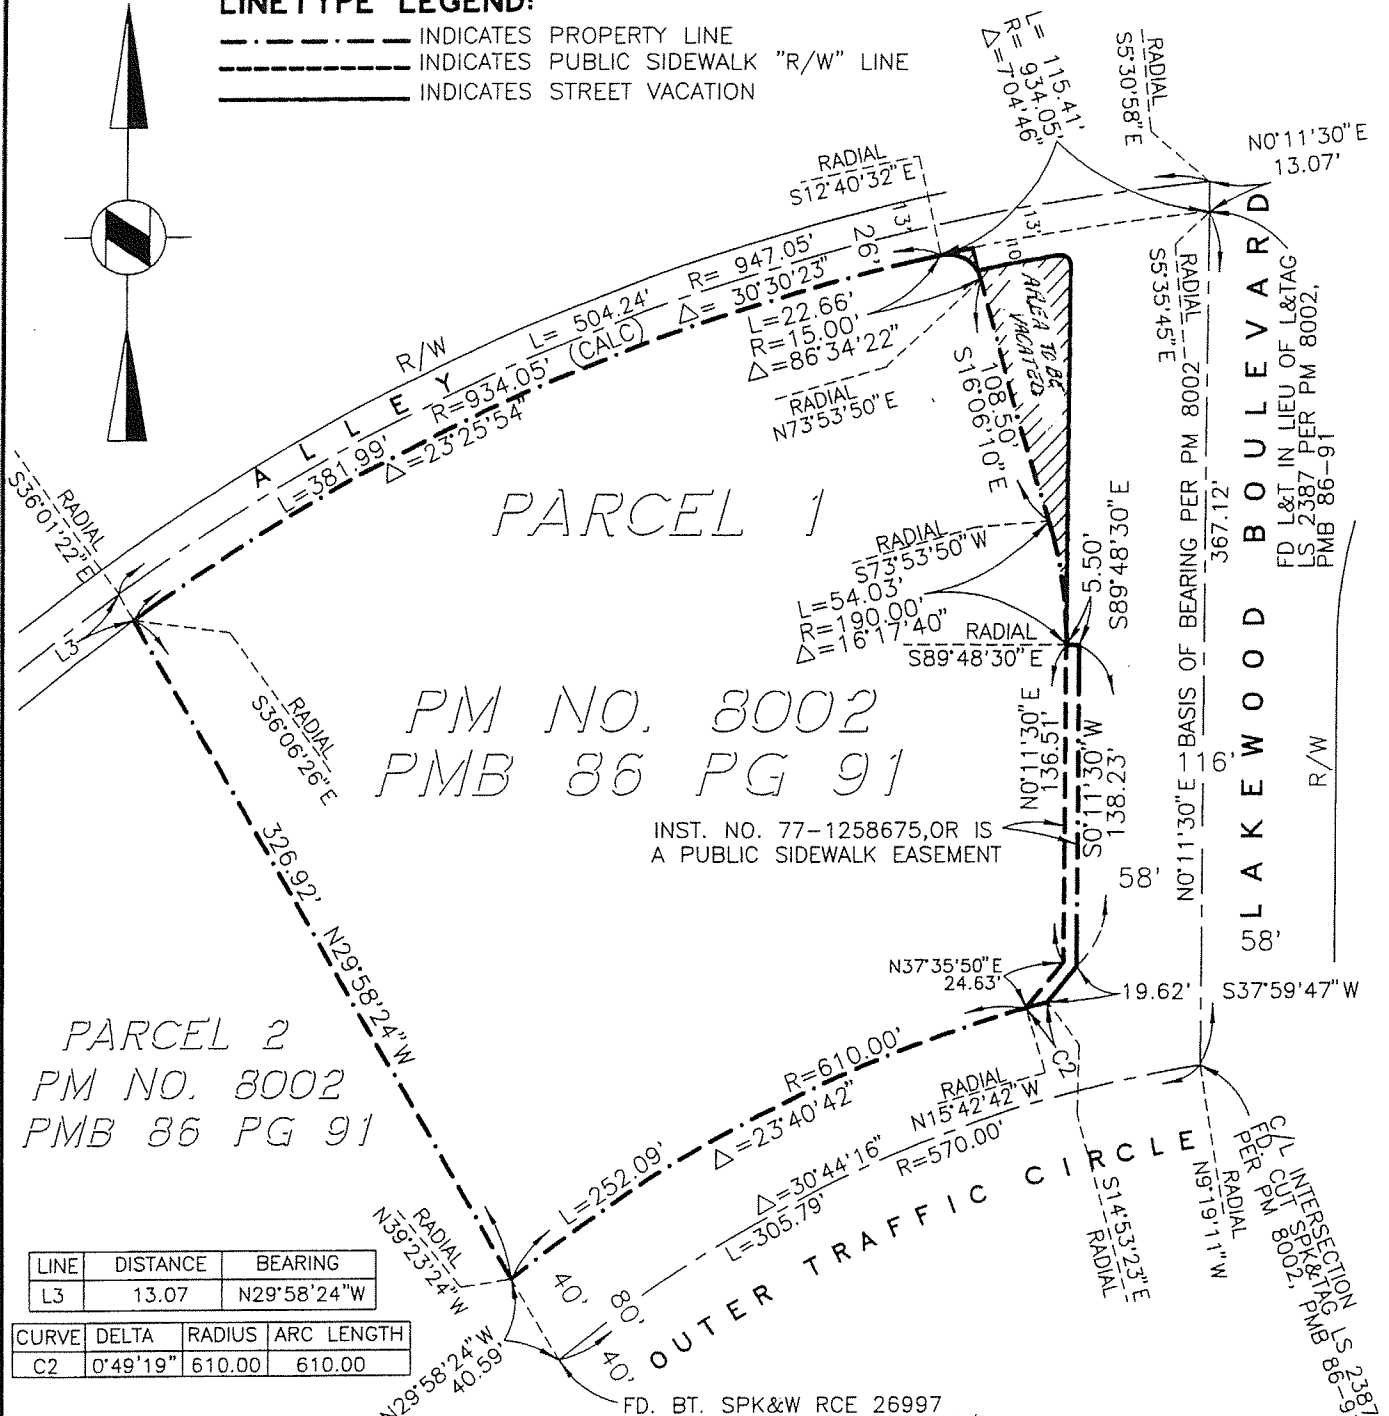 LINETYPE LEGEND:
INDICATES PROPERTY LINE
INDICATES PUBLIC SIDEWALK "R/W" LINE
INDICATES STREET VACATION
L= 115.41'
R= 934.05'
Δ=7°04'46"
RADIAL
S5°30'58"E
N0°11'30"E
13.07'
RADIAL
S12°40'32"E
13'
13'
26'
10'
R/W
L= 504.24'
R= 947.05'
(CALC)
Δ= 30°30'23"
ALLEY
L=381.99'
R=934.05'
Δ=23°25'54"
L=22.66'
R=15.00'
Δ=86°34'22"
RADIAL
N73°53'50"E
AREA TO BE
VACATED
108.50'
S16°06'10"E
RADIAL
S5°35'45"E
FD L&T IN LIEU OF L&TAG
LS 2387 PER PM 8002,
PMB 86-91
RADIAL
S36°01'22"E
L3
RADIAL
S36°06'26"E
PARCEL 1
RADIAL
S73°53'50"W
L=54.03'
R=190.00'
Δ=16°17'40"
RADIAL
S89°48'30"E
5.50'
S89°48'30"E
N0°11'30"E BASIS OF BEARING PER PM 8002
367.12'
LAKEWOOD BOULEVARD
R/W
116'
PM NO. 8002
PMB 86 PG 91
N0°11'30"E
136.51'
S0°11'30"W
138.23'
INST. NO. 77-1258675,OR IS
A PUBLIC SIDEWALK EASEMENT
58'
58'
326.92'
N29°58'24"W
N37°35'50"E
24.63'
19.62'
S37°59'47"W
PARCEL 2
PM NO. 8002
PMB 86 PG 91
R=610.00'
Δ=23°40'42"
L=252.09'
C2
RADIAL
N15°42'42"W
Δ=30°44'16"
R=570.00'
L=305.79'
S14°53'23"E
RADIAL
RADIAL
N9°19'11"W
C/L INTERSECTION
FD. CUT SPK&TAG LS 2387
PER PM 8002, PMB 86-9
OUTER TRAFFIC CIRCLE
RADIAL
N39°23'24"W
40'
80'
40'
N29°58'24"W
40.59'
FD. BT. SPK&W RCE 26997
LINE DISTANCE BEARING
L3 13.07 N29°58'24"W
CURVE DELTA RADIUS ARC LENGTH
C2 0°49'19" 610.00 610.00